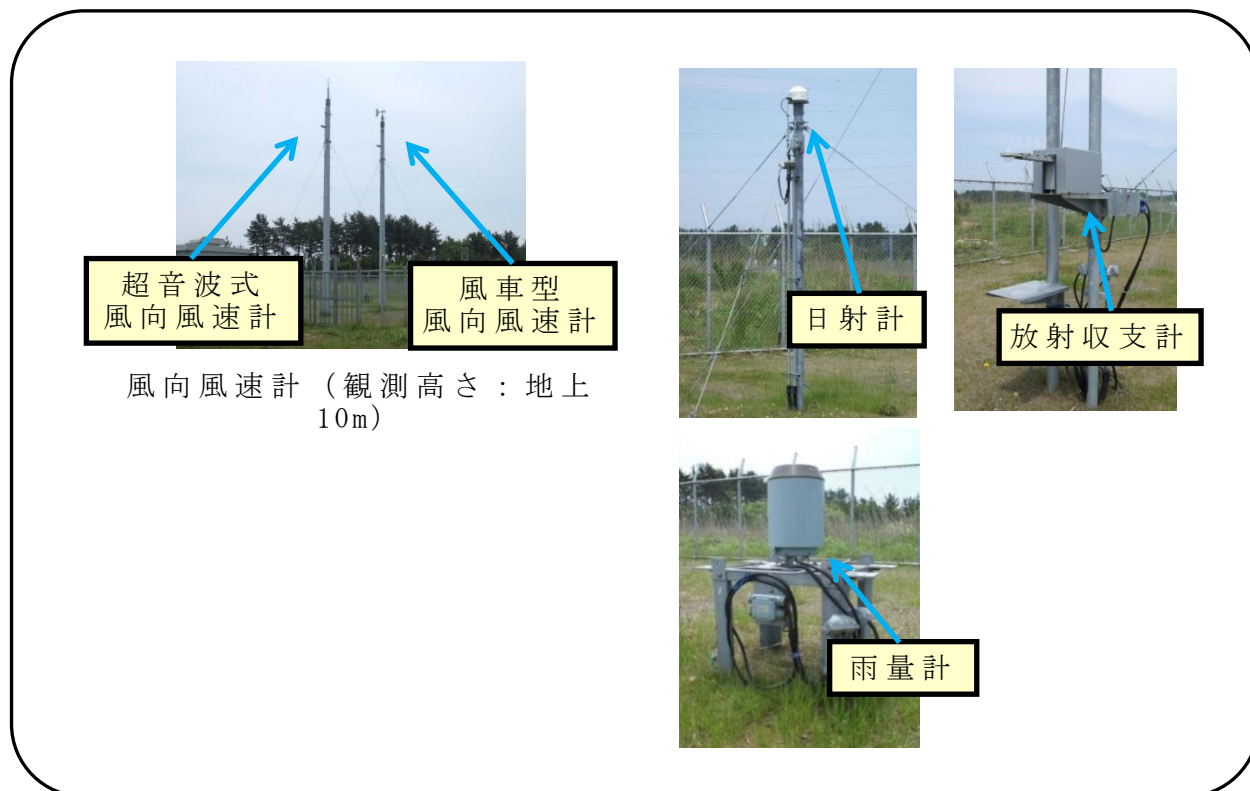 超音波式
風向風速計
風車型
風向風速計
風向風速計（観測高さ：地上
10m）
日射計
放射収支計
雨量計